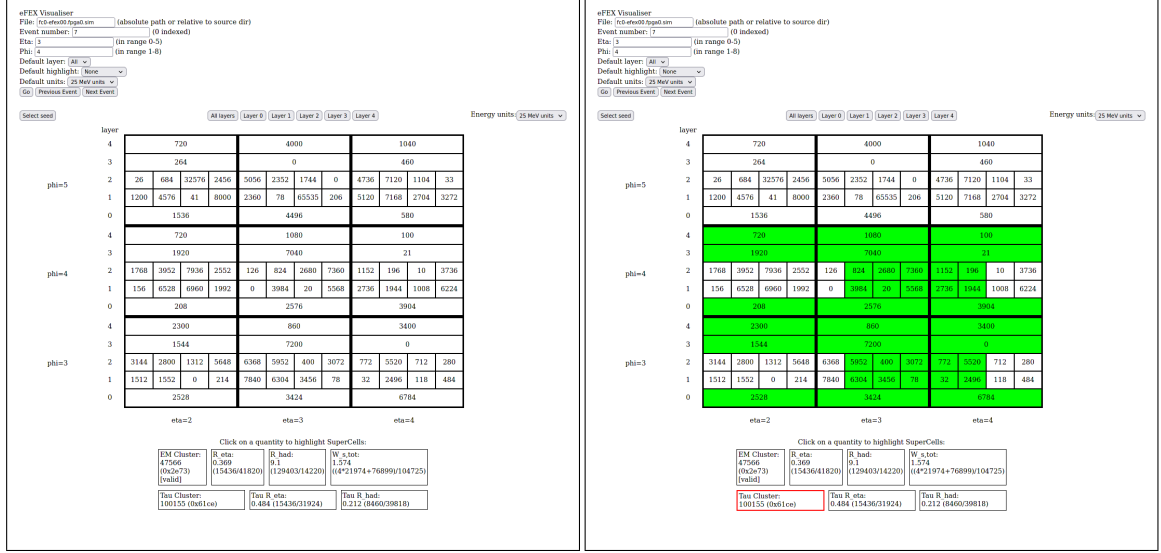 eFEX Visualiser
File: fc0-efex00.fpga0.sim (absolute path or relative to source dir)
Event number: 7 (0 indexed)
Eta: 3 (in range 0-5)
Phi: 4 (in range 1-8)
Default layer: All
Default highlight: None
Default units: 25 MeV units
Go Previous Event Next Event
Select seed All layers Layer 0 Layer 1 Layer 2 Layer 3 Layer 4 Energy units: 25 MeV units
layer
4 720 4000 1040
3 264 0 460
phi=5 2 26 684 32576 2456 5056 2352 1744 0 4736 7120 1104 33
1 1200 4576 41 8000 2360 78 65535 206 5120 7168 2704 3272
0 1536 4496 580
4 720 1080 100
3 1920 7040 21
phi=4 2 1768 3952 7936 2552 126 824 2680 7360 1152 196 10 3736
1 156 6528 6960 1992 0 3984 20 5568 2736 1944 1008 6224
0 208 2576 3904
4 2300 860 3400
3 1544 7200 0
phi=3 2 3144 2800 1312 5648 6368 5952 400 3072 772 5520 712 280
1 1512 1552 0 214 7840 6304 3456 78 32 2496 118 484
0 2528 3424 6784
eta=2 eta=3 eta=4
Click on a quantity to highlight SuperCells:
EM Cluster: R_eta: R_had: W_s,tot:
47566 0.369 9.1 1.574
(0x2e73) (15436/41820) (129403/14220) ((4*21974+76899)/104725)
[valid]
Tau Cluster: Tau R_eta: Tau R_had:
100155 (0x61ce) 0.484 (15436/31924) 0.212 (8460/39818)
eFEX Visualiser
File: fc0-efex00.fpga0.sim (absolute path or relative to source dir)
Event number: 7 (0 indexed)
Eta: 3 (in range 0-5)
Phi: 4 (in range 1-8)
Default layer: All
Default highlight: None
Default units: 25 MeV units
Go Previous Event Next Event
Select seed All layers Layer 0 Layer 1 Layer 2 Layer 3 Layer 4 Energy units: 25 MeV units
layer
4 720 4000 1040
3 264 0 460
phi=5 2 26 684 32576 2456 5056 2352 1744 0 4736 7120 1104 33
1 1200 4576 41 8000 2360 78 65535 206 5120 7168 2704 3272
0 1536 4496 580
4 720 1080 100
3 1920 7040 21
phi=4 2 1768 3952 7936 2552 126 824 2680 7360 1152 196 10 3736
1 156 6528 6960 1992 0 3984 20 5568 2736 1944 1008 6224
0 208 2576 3904
4 2300 860 3400
3 1544 7200 0
phi=3 2 3144 2800 1312 5648 6368 5952 400 3072 772 5520 712 280
1 1512 1552 0 214 7840 6304 3456 78 32 2496 118 484
0 2528 3424 6784
eta=2 eta=3 eta=4
Click on a quantity to highlight SuperCells:
EM Cluster: R_eta: R_had: W_s,tot:
47566 0.369 9.1 1.574
(0x2e73) (15436/41820) (129403/14220) ((4*21974+76899)/104725)
[valid]
Tau Cluster: Tau R_eta: Tau R_had:
100155 (0x61ce) 0.484 (15436/31924) 0.212 (8460/39818)